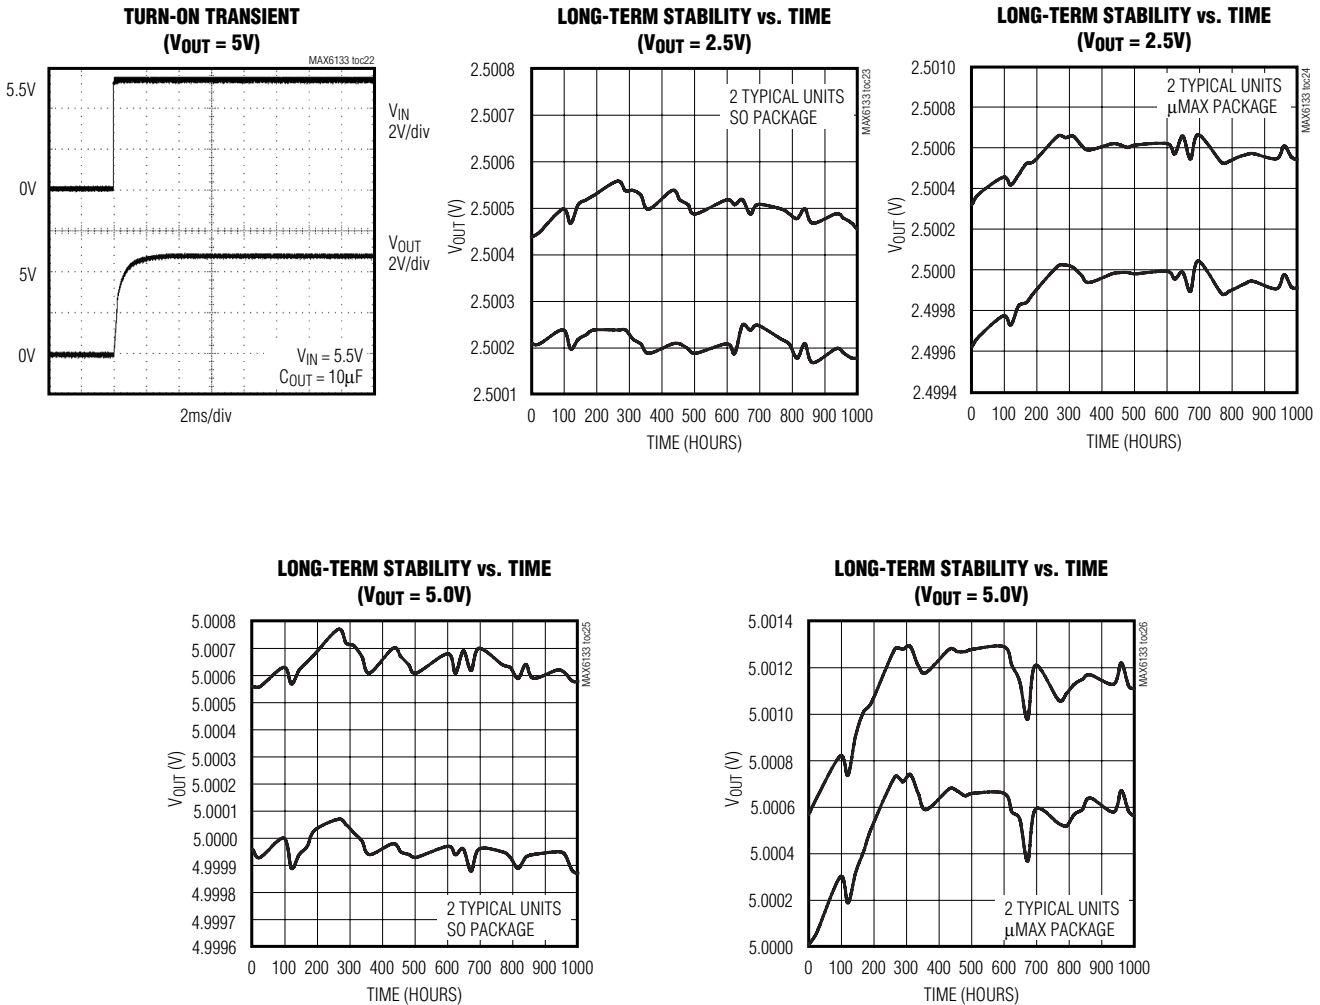 TURN-ON TRANSIENT
(VOUT = 5V)
MAX6133 toc22
5.5V
0V
5V
0V
VIN
2V/div
VOUT
2V/div
VIN = 5.5V
COUT = 10µF
2ms/div
LONG-TERM STABILITY vs. TIME
(VOUT = 2.5V)
MAX6133 toc23
2 TYPICAL UNITS
SO PACKAGE
VOUT (V)
2.5008
2.5007
2.5006
2.5005
2.5004
2.5003
2.5002
2.5001
0 100 200 300 400 500 600 700 800 900 1000
TIME (HOURS)
LONG-TERM STABILITY vs. TIME
(VOUT = 2.5V)
MAX6133 toc24
2 TYPICAL UNITS
µMAX PACKAGE
VOUT (V)
2.5010
2.5008
2.5006
2.5004
2.5002
2.5000
2.4998
2.4996
2.4994
0 100 200 300 400 500 600 700 800 900 1000
TIME (HOURS)
LONG-TERM STABILITY vs. TIME
(VOUT = 5.0V)
MAX6133 toc25
VOUT (V)
5.0008
5.0007
5.0006
5.0005
5.0004
5.0003
5.0002
5.0001
5.0000
4.9999
4.9998
4.9997
4.9996
2 TYPICAL UNITS
SO PACKAGE
0 100 200 300 400 500 600 700 800 900 1000
TIME (HOURS)
LONG-TERM STABILITY vs. TIME
(VOUT = 5.0V)
MAX6133 toc26
VOUT (V)
5.0014
5.0012
5.0010
5.0008
5.0006
5.0004
5.0002
5.0000
2 TYPICAL UNITS
µMAX PACKAGE
0 100 200 300 400 500 600 700 800 900 1000
TIME (HOURS)